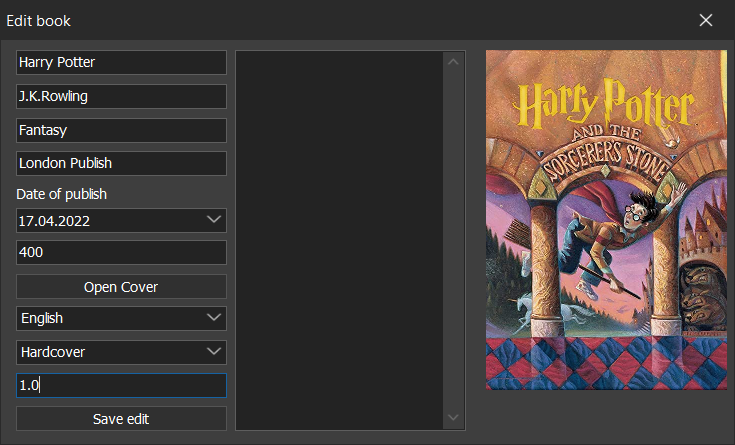 Edit book
Harry Potter
J.K.Rowling
Fantasy
London Publish
Date of publish
17.04.2022
400
Open Cover
English
Hardcover
1.0
Save edit
Harry Potter
AND THE
SORCERER'S STONE